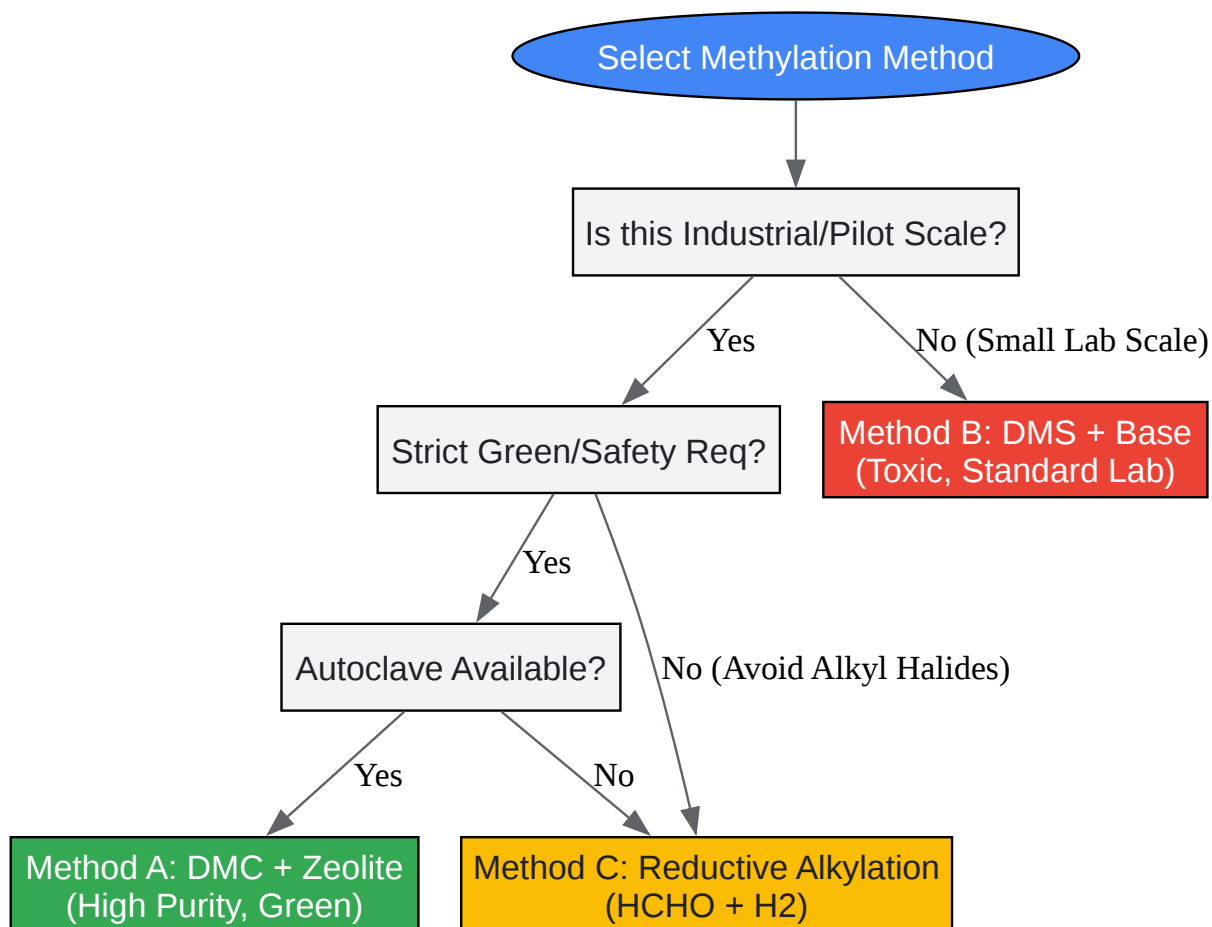 Select Methylation Method
Is this Industrial/Pilot Scale?
Yes
No (Small Lab Scale)
Strict Green/Safety Req?
Method B: DMS + Base
(Toxic, Standard Lab)
Yes
Autoclave Available?
No (Avoid Alkyl Halides)
Yes
No
Method A: DMC + Zeolite
(High Purity, Green)
Method C: Reductive Alkylation
(HCHO + H2)